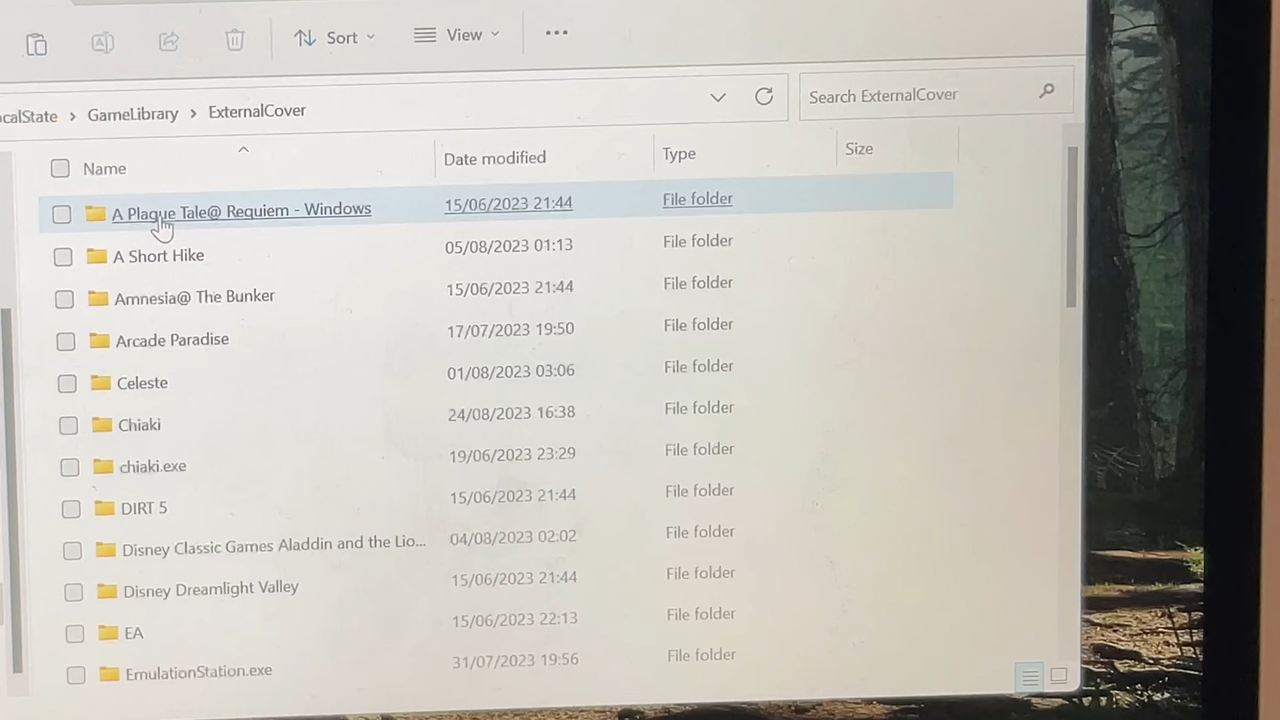 Sort
View
calState > GameLibrary > ExternalCover
Search ExternalCover
Name Date modified Type Size
A Plague Tale@ Requiem - Windows 15/06/2023 21:44 File folder
A Short Hike 05/08/2023 01:13 File folder
Amnesia@ The Bunker 15/06/2023 21:44 File folder
Arcade Paradise 17/07/2023 19:50 File folder
Celeste 01/08/2023 03:06 File folder
Chiaki 24/08/2023 16:38 File folder
chiaki.exe 19/06/2023 23:29 File folder
DIRT 5 15/06/2023 21:44 File folder
Disney Classic Games Aladdin and the Lio... 04/08/2023 02:02 File folder
Disney Dreamlight Valley 15/06/2023 21:44 File folder
EA 15/06/2023 22:13 File folder
EmulationStation.exe 31/07/2023 19:56 File folder